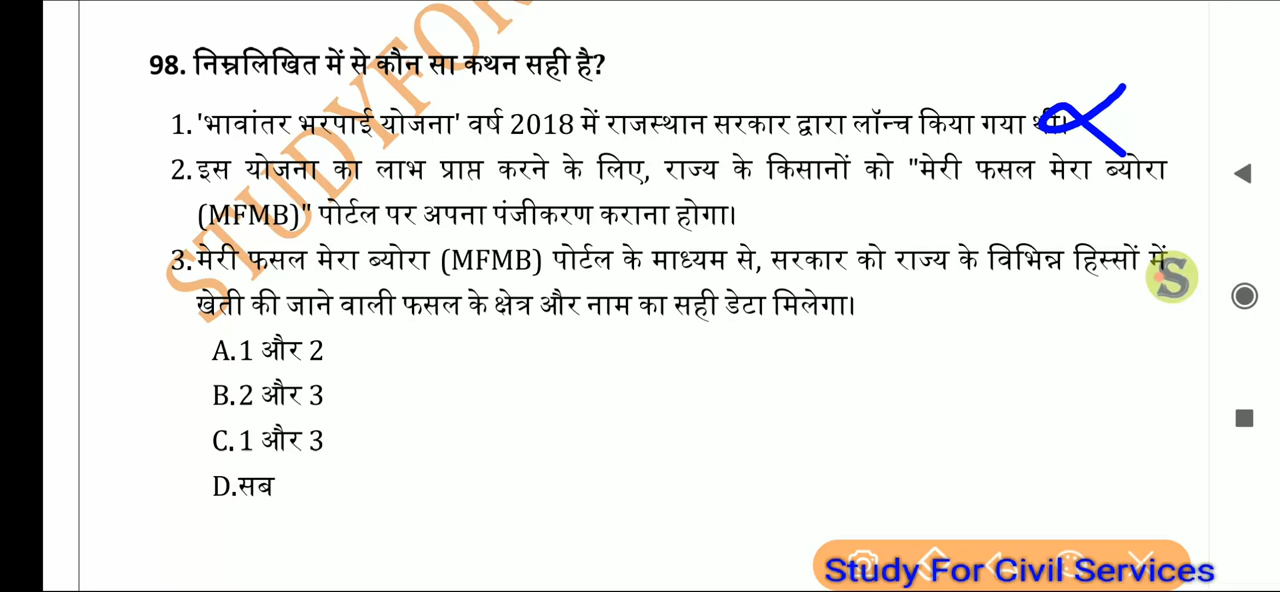 STUDYFOR
98. निम्नलिखित में से कौन सा कथन सही है?
1. 'भावांतर भरपाई योजना' वर्ष 2018 में राजस्थान सरकार द्वारा लॉन्च किया गया थी।
2. इस योजना का लाभ प्राप्त करने के लिए, राज्य के किसानों को "मेरी फसल मेरा ब्योरा
(MFMB)" पोर्टल पर अपना पंजीकरण कराना होगा।
3. मेरी फसल मेरा ब्योरा (MFMB) पोर्टल के माध्यम से, सरकार को राज्य के विभिन्न हिस्सों में
खेती की जाने वाली फसल के क्षेत्र और नाम का सही डेटा मिलेगा।
A. 1 और 2
B. 2 और 3
C. 1 और 3
D. सब
S
Study For Civil Services